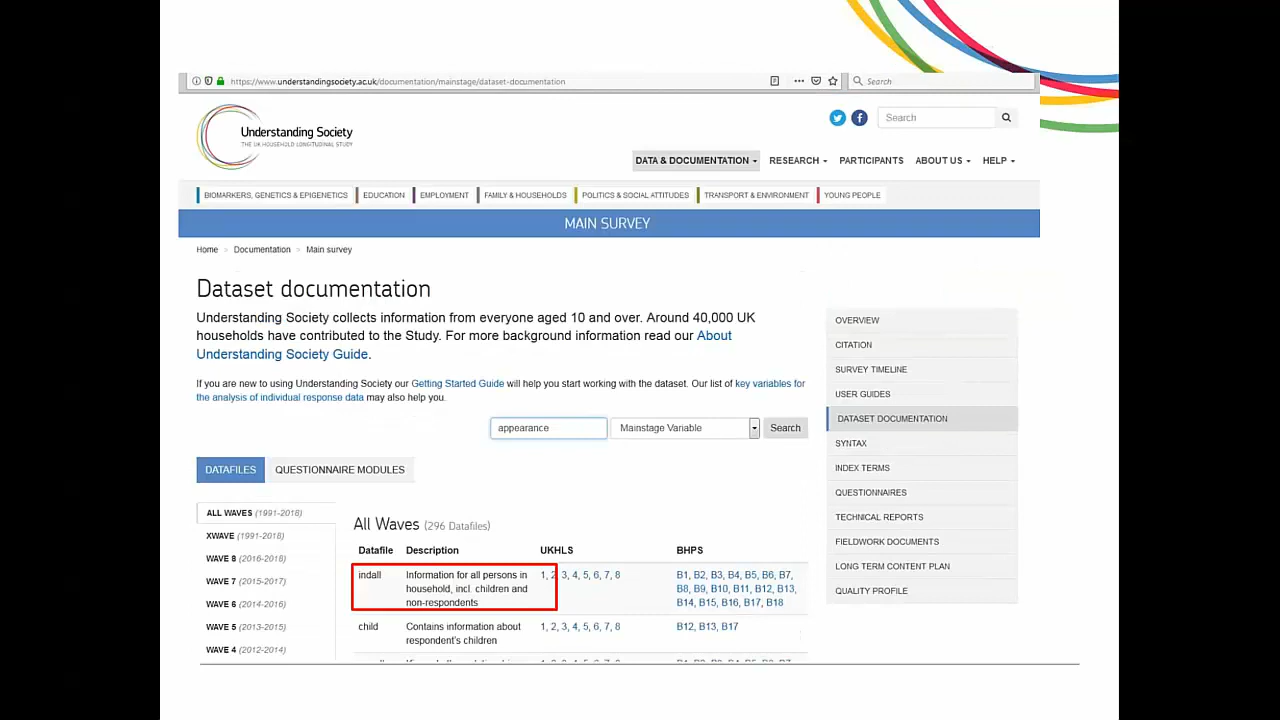 https://www.understandingsociety.ac.uk/documentation/mainstage/dataset-documentation
Search
Understanding Society
THE UK HOUSEHOLD LONGITUDINAL STUDY
Search
DATA & DOCUMENTATION
RESEARCH
PARTICIPANTS
ABOUT US
HELP
BIOMARKERS, GENETICS & EPIGENETICS
EDUCATION
EMPLOYMENT
FAMILY & HOUSEHOLDS
POLITICS & SOCIAL ATTITUDES
TRANSPORT & ENVIRONMENT
YOUNG PEOPLE
MAIN SURVEY
Home > Documentation > Main survey
Dataset documentation
Understanding Society collects information from everyone aged 10 and over. Around 40,000 UK
households have contributed to the Study. For more background information read our About
Understanding Society Guide.
If you are new to using Understanding Society our Getting Started Guide will help you start working with the dataset. Our list of key variables for
the analysis of individual response data may also help you.
appearance
Mainstage Variable
Search
DATAFILES
QUESTIONNAIRE MODULES
ALL WAVES (1991-2018)
XWAVE (1991-2018)
WAVE 8 (2016-2018)
WAVE 7 (2015-2017)
WAVE 6 (2014-2016)
WAVE 5 (2013-2015)
WAVE 4 (2012-2014)
All Waves (296 Datafiles)
Datafile Description UKHLS BHPS
indall Information for all persons in 1, 2, 3, 4, 5, 6, 7, 8 B1, B2, B3, B4, B5, B6, B7,
household, incl. children and B8, B9, B10, B11, B12, B13,
non-respondents B14, B15, B16, B17, B18
child Contains information about 1, 2, 3, 4, 5, 6, 7, 8 B12, B13, B17
respondent's children
OVERVIEW
CITATION
SURVEY TIMELINE
USER GUIDES
DATASET DOCUMENTATION
SYNTAX
INDEX TERMS
QUESTIONNAIRES
TECHNICAL REPORTS
FIELDWORK DOCUMENTS
LONG TERM CONTENT PLAN
QUALITY PROFILE